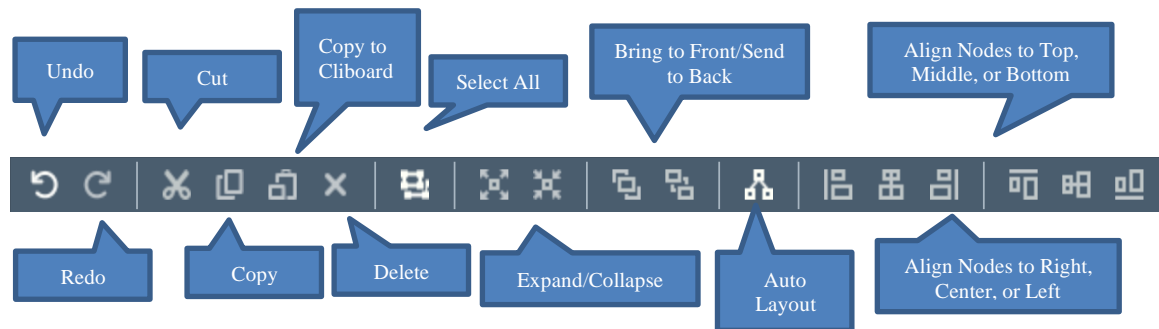 Undo
Cut
Copy to
Cliboard
Select All
Bring to Front/Send
to Back
Align Nodes to Top,
Middle, or Bottom
Redo
Copy
Delete
Expand/Collapse
Auto
Layout
Align Nodes to Right,
Center, or Left